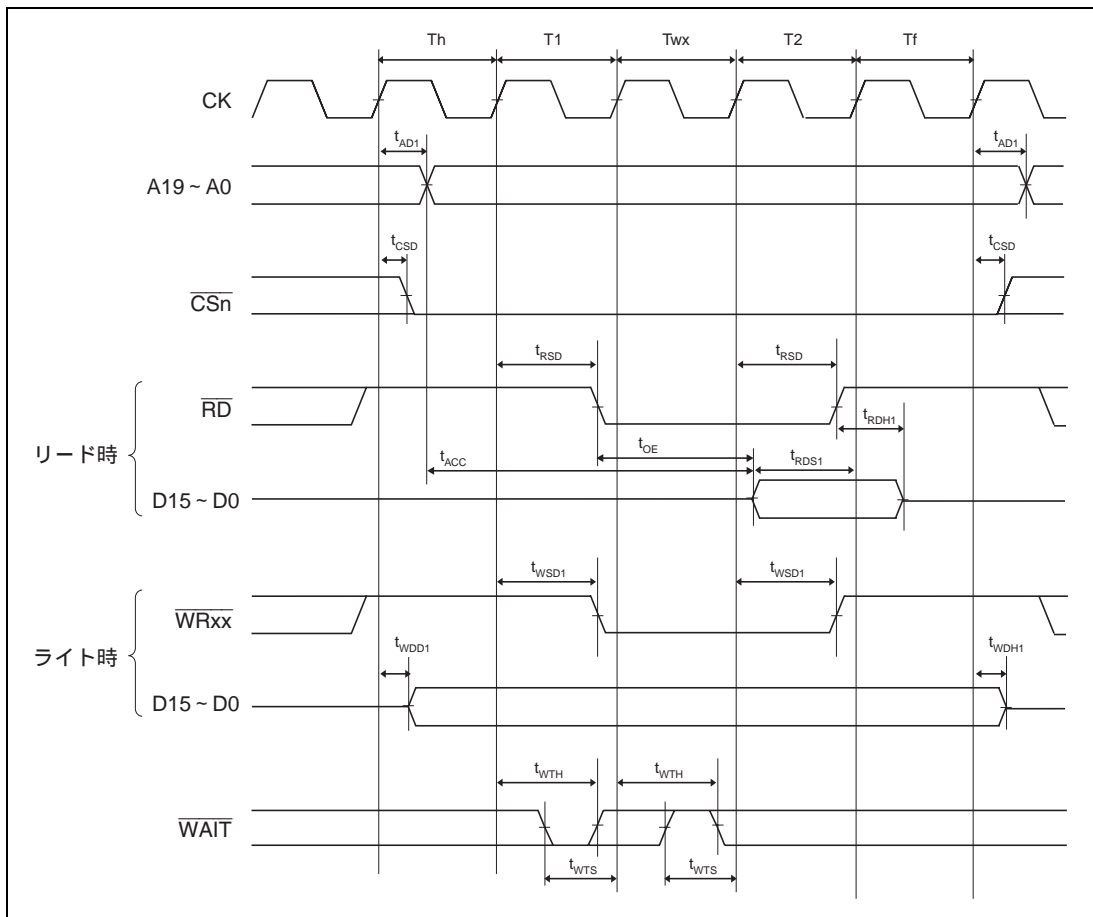 Th T1 Twx T2 Tf
CK
tAD1 tAD1
A19 ~ A0
tCSD tCSD
CSn
tRSD tRSD
RD
tRDH1
リード時
tOE
tACC tRDS1
D15 ~ D0
tWSD1 tWSD1
WRxx
ライト時
tWDD1 tWDH1
D15 ~ D0
tWTH tWTH
WAIT
tWTS tWTS